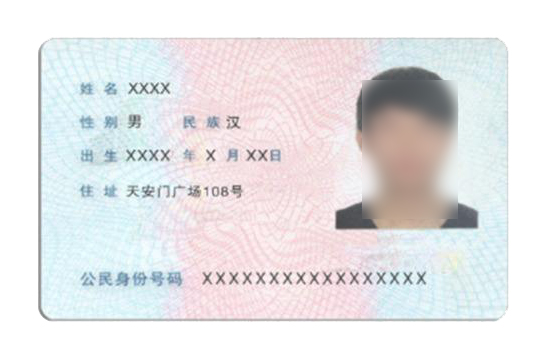 姓 名 XXXX
性 别 男 民 族 汉
出 生 XXXX 年 X 月 XX日
住 址 天安门广场108号
公民身份号码 XXXXXXXXXXXXXXXXX